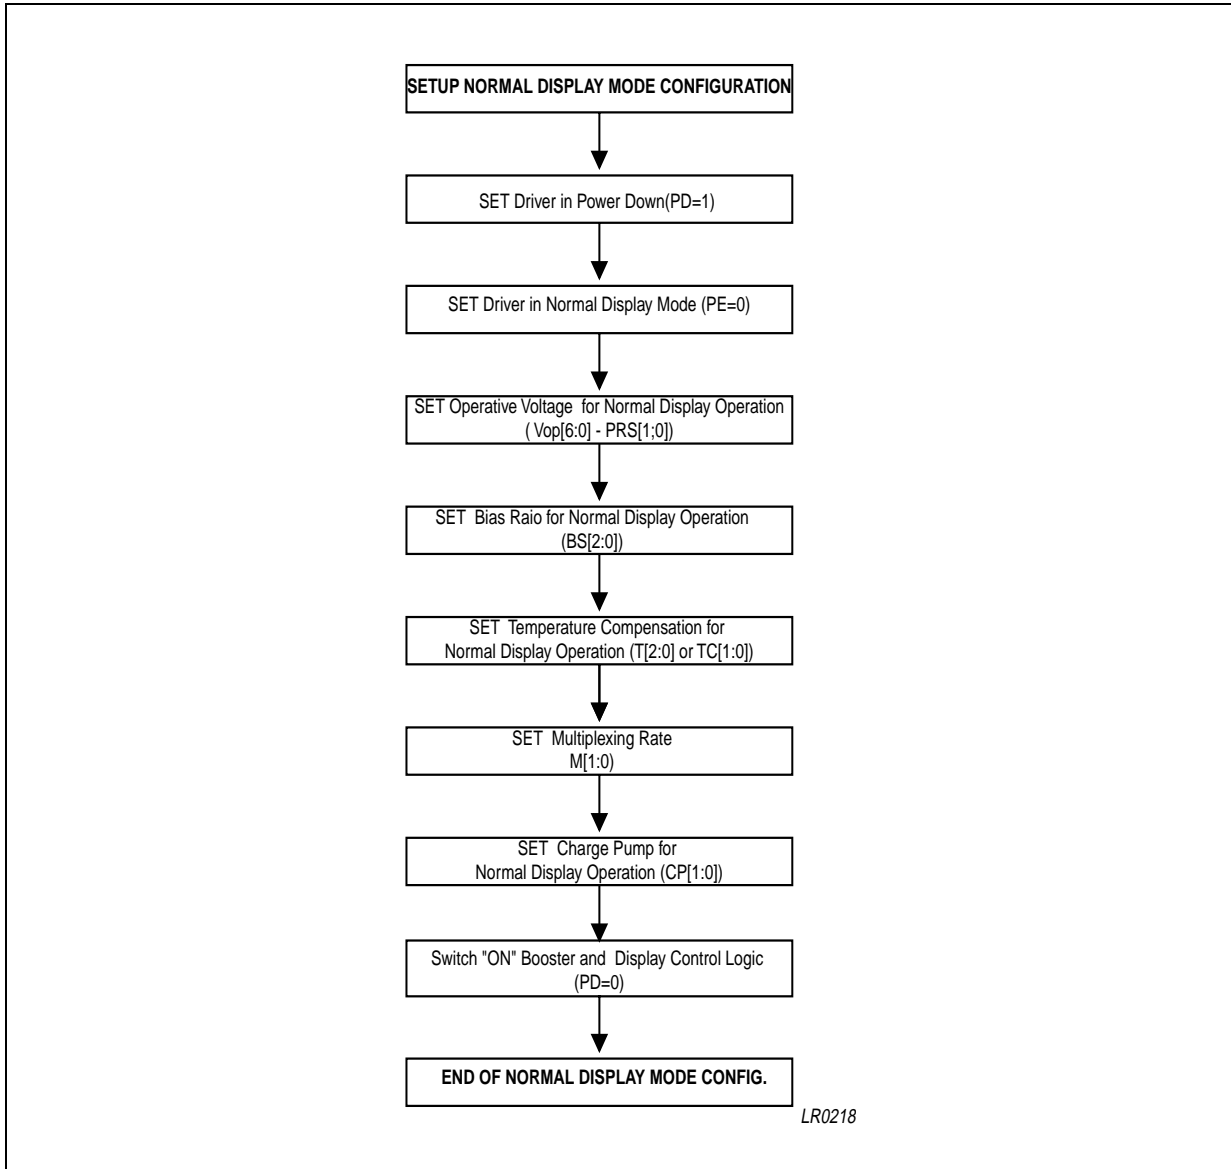 SETUP NORMAL DISPLAY MODE CONFIGURATION
SET Driver in Power Down(PD=1)
SET Driver in Normal Display Mode (PE=0)
SET Operative Voltage for Normal Display Operation
( Vop[6:0] - PRS[1;0])
SET Bias Raio for Normal Display Operation
(BS[2:0])
SET Temperature Compensation for
Normal Display Operation (T[2:0] or TC[1:0])
SET Multiplexing Rate
M[1:0)
SET Charge Pump for
Normal Display Operation (CP[1:0])
Switch "ON" Booster and Display Control Logic
(PD=0)
END OF NORMAL DISPLAY MODE CONFIG.
LR0218